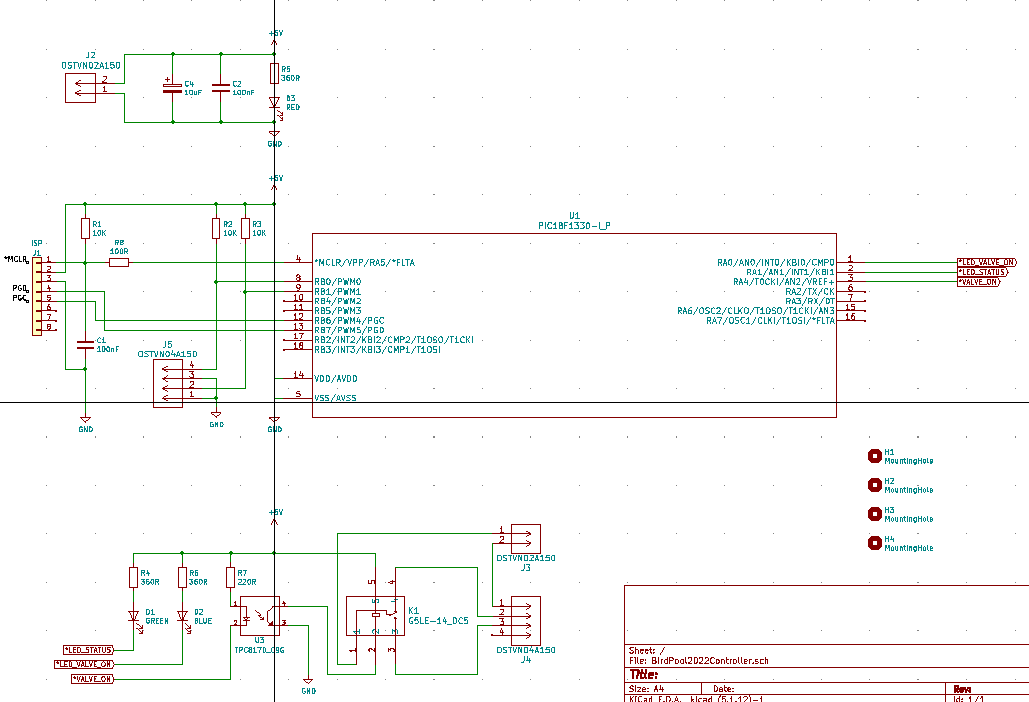 +5V
J2
OSTVN02A150
2
1
C4
10uF
C2
100nF
R5
360R
D3
RED
GND
+5V
R1
10K
R2
10K
R3
10K
R8
100R
ISP
J1
*MCLR
PGD
PGC
1
2
3
4
5
6
7
8
C1
100nF
J5
OSTVN04A150
4
3
2
1
GND
GND
GND
U1
PIC18F1330-I_P
4 *MCLR/VPP/RA5/*FLTA
8 RB0/PWM0
9 RB1/PWM1
10 RB4/PWM2
11 RB5/PWM3
12 RB6/PWM4/PGC
13 RB7/PWM5/PGD
17 RB2/INT2/KBI2/CMP2/T1OSO/T1CKI
18 RB3/INT3/KBI3/CMP1/T1OSI
14 VDD/AVDD
5 VSS/AVSS
RA0/AN0/INT0/KBI0/CMP0 1 *LED_VALVE_ON
RA1/AN1/INT1/KBI1 2 *LED_STATUS
RA4/T0CKI/AN2/VREF+ 3 *VALVE_ON
RA2/TX/CK 6
RA3/RX/DT 7
RA6/OSC2/CLKO/T1OSO/T1CKI/AN3 15
RA7/OSC1/CLKI/T1OSI/*FLTA 16
H1
MountingHole
H2
MountingHole
H3
MountingHole
H4
MountingHole
+5V
R4
360R
R6
360R
R7
220R
D1
GREEN
D2
BLUE
1
2
4
3
U3
TPC8170_C9G
*LED_STATUS
*LED_VALVE_ON
*VALVE_ON
GND
5
4
K1
G5LE-14_DC5
1
2
3
1
2
OSTVN02A150
J3
1
2
3
4
OSTVN04A150
J4
Sheet: /
File: BirdPool2022Controller.sch
Title:
Size: A4
Date:
Rev:
KiCad E.D.A. kicad (5.1.12)-1
Id: 1/1